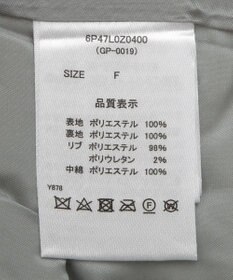 6P47L0Z0400
(GP-0019)
SIZE F
品質表示
表地 ポリエステル 100%
裏地 ポリエステル 100%
リブ ポリエステル 98%
ポリウレタン 2%
中綿 ポリエステル 100%
Y878